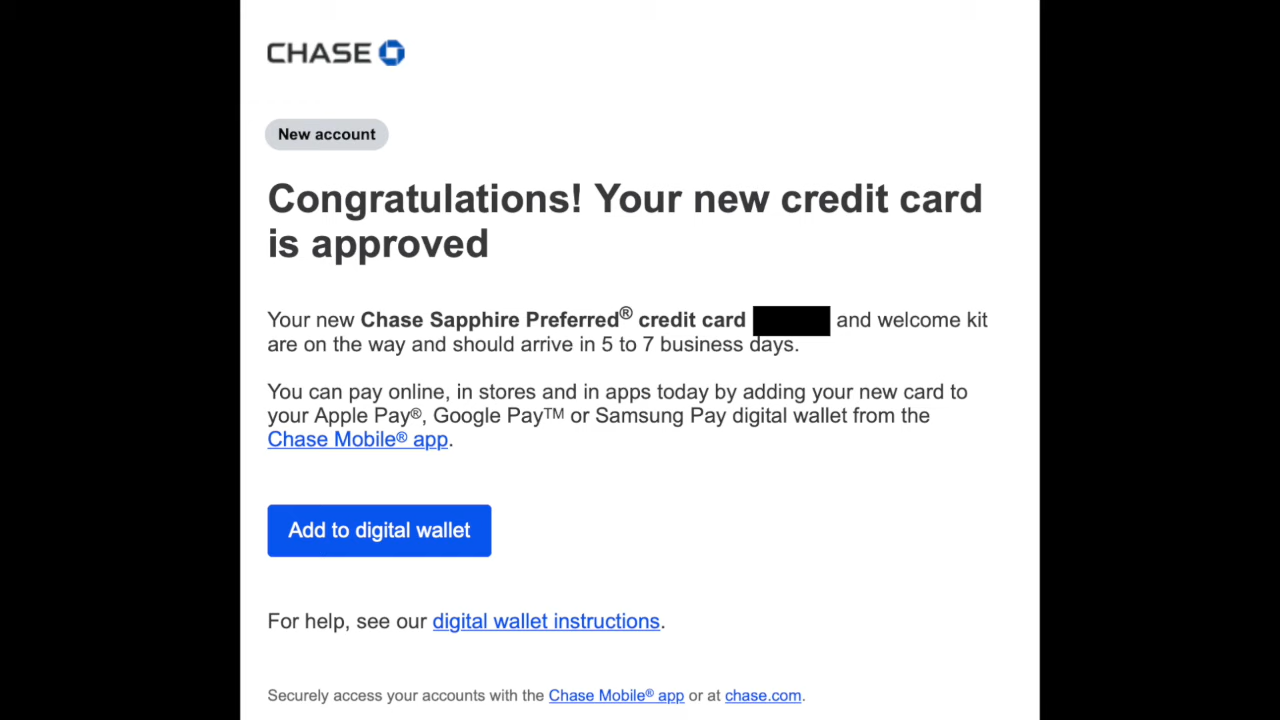 CHASE
New account
Congratulations! Your new credit card
is approved
Your new Chase Sapphire Preferred® credit card and welcome kit
are on the way and should arrive in 5 to 7 business days.
You can pay online, in stores and in apps today by adding your new card to
your Apple Pay®, Google Pay™ or Samsung Pay digital wallet from the
Chase Mobile® app.
Add to digital wallet
For help, see our digital wallet instructions.
Securely access your accounts with the Chase Mobile® app or at chase.com.